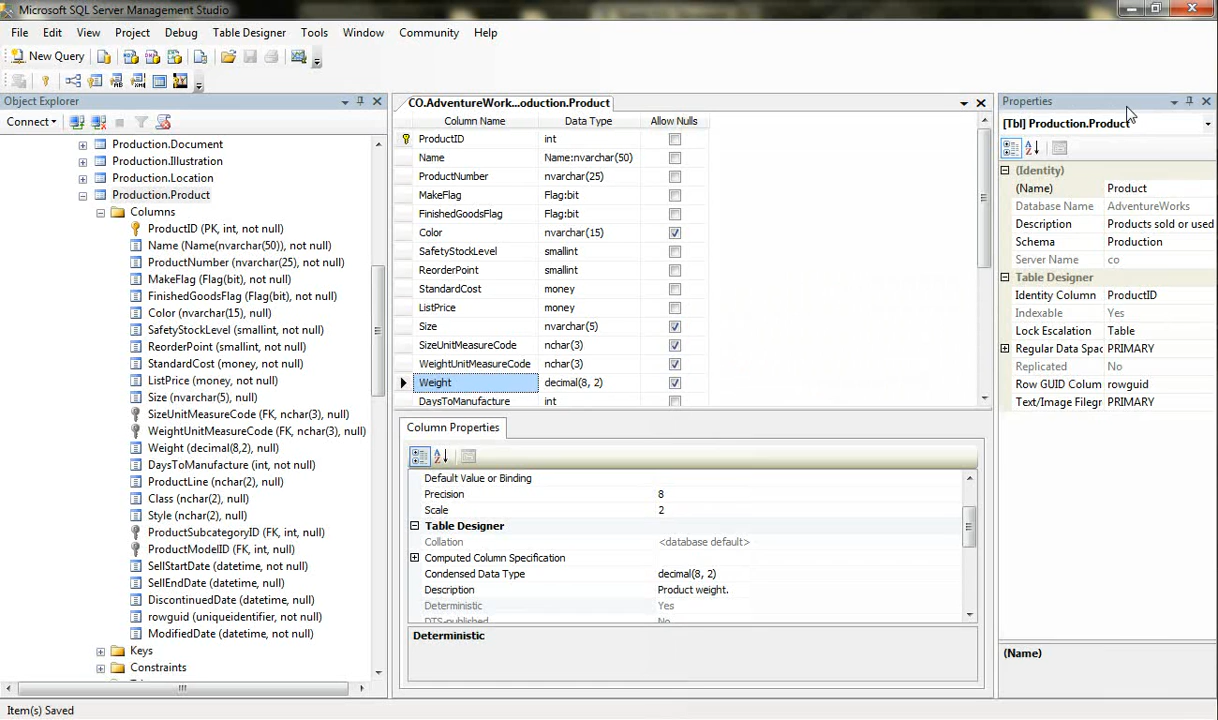 Microsoft SQL Server Management Studio
File Edit View Project Debug Table Designer Tools Window Community Help
New Query
Object Explorer
Connect
Production.Document
Production.Illustration
Production.Location
Production.Product
Columns
ProductID (PK, int, not null)
Name (Name(nvarchar(50)), not null)
ProductNumber (nvarchar(25), not null)
MakeFlag (Flag(bit), not null)
FinishedGoodsFlag (Flag(bit), not null)
Color (nvarchar(15), null)
SafetyStockLevel (smallint, not null)
ReorderPoint (smallint, not null)
StandardCost (money, not null)
ListPrice (money, not null)
Size (nvarchar(5), null)
SizeUnitMeasureCode (FK, nchar(3), null)
WeightUnitMeasureCode (FK, nchar(3), null)
Weight (decimal(8,2), null)
DaysToManufacture (int, not null)
ProductLine (nchar(2), null)
Class (nchar(2), null)
Style (nchar(2), null)
ProductSubcategoryID (FK, int, null)
ProductModelID (FK, int, null)
SellStartDate (datetime, not null)
SellEndDate (datetime, null)
DiscontinuedDate (datetime, null)
rowguid (uniqueidentifier, not null)
ModifiedDate (datetime, not null)
Keys
Constraints
Item(s) Saved
CO.AdventureWork...oduction.Product
Column Name Data Type Allow Nulls
ProductID int
Name Name:nvarchar(50)
ProductNumber nvarchar(25)
MakeFlag Flag:bit
FinishedGoodsFlag Flag:bit
Color nvarchar(15)
SafetyStockLevel smallint
ReorderPoint smallint
StandardCost money
ListPrice money
Size nvarchar(5)
SizeUnitMeasureCode nchar(3)
WeightUnitMeasureCode nchar(3)
Weight decimal(8, 2)
DaysToManufacture int
Column Properties
Default Value or Binding
Precision 8
Scale 2
Table Designer
Collation <database default>
Computed Column Specification
Condensed Data Type decimal(8, 2)
Description Product weight.
Deterministic Yes
DTS-published No
Deterministic
Properties
[Tbl] Production.Product
(Identity)
(Name) Product
Database Name AdventureWorks
Description Products sold or used
Schema Production
Server Name co
Table Designer
Identity Column ProductID
Indexable Yes
Lock Escalation Table
Regular Data Spac PRIMARY
Replicated No
Row GUID Colum rowguid
Text/Image Filegr PRIMARY
(Name)